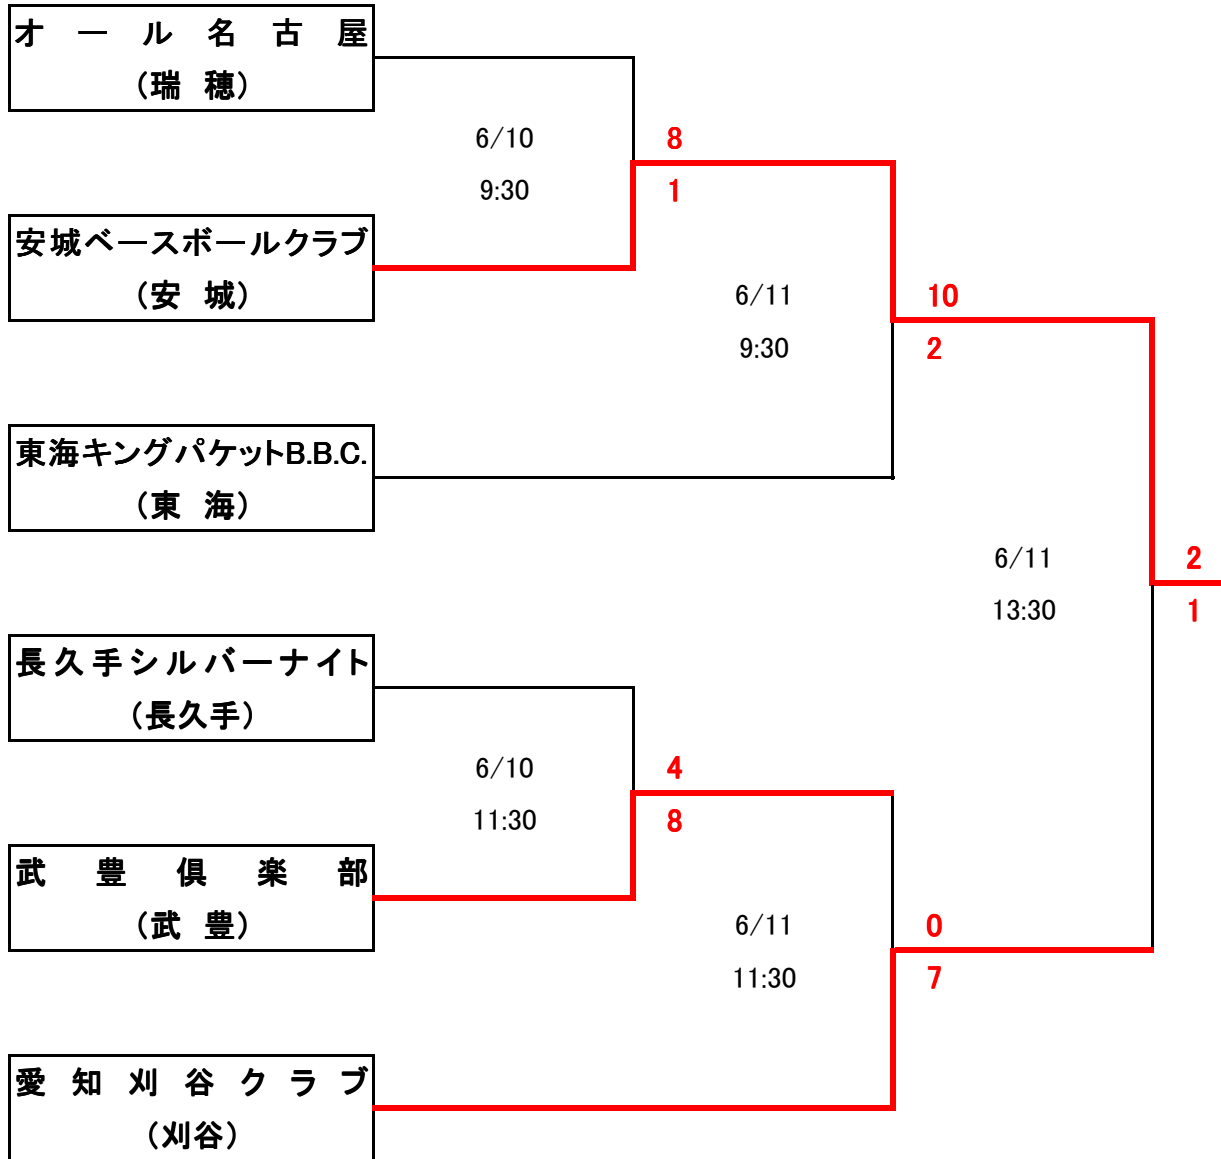 オール名古屋
（瑞 穂）
6/10
9:30
8
1
安城ベースボールクラブ
（安 城）
6/11
9:30
10
2
東海キングパケットB.B.C.
（東 海）
6/11
13:30
2
1
長久手シルバーナイト
（長久手）
6/10
11:30
4
8
武豊倶楽部
（武 豊）
6/11
11:30
0
7
愛知刈谷クラブ
（刈谷）